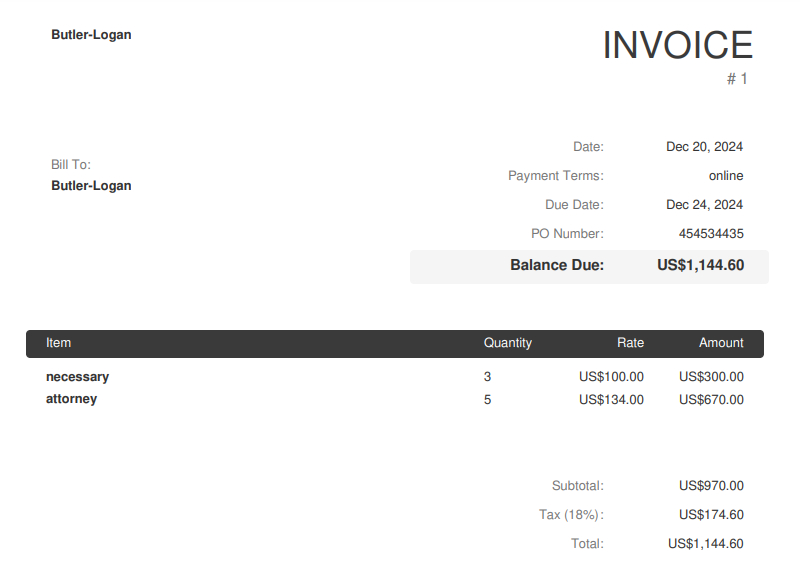 Butler-Logan
INVOICE
# 1
Bill To:
Butler-Logan
Date: Dec 20, 2024
Payment Terms: online
Due Date: Dec 24, 2024
PO Number: 454534435
Balance Due: US$1,144.60
Item Quantity Rate Amount
necessary 3 US$100.00 US$300.00
attorney 5 US$134.00 US$670.00
Subtotal: US$970.00
Tax (18%): US$174.60
Total: US$1,144.60